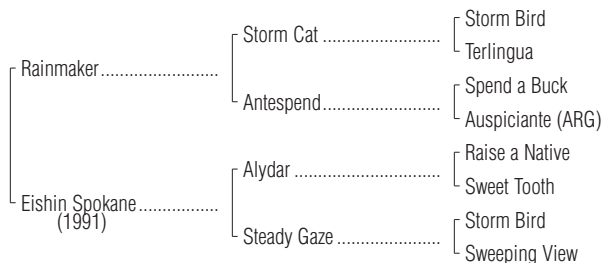 Storm Bird
Storm Cat
Terlingua
Rainmaker
Spend a Buck
Antespend
Auspiciante (ARG)
Raise a Native
Alydar
Sweet Tooth
Eishin Spokane
(1991)
Storm Bird
Steady Gaze
Sweeping View